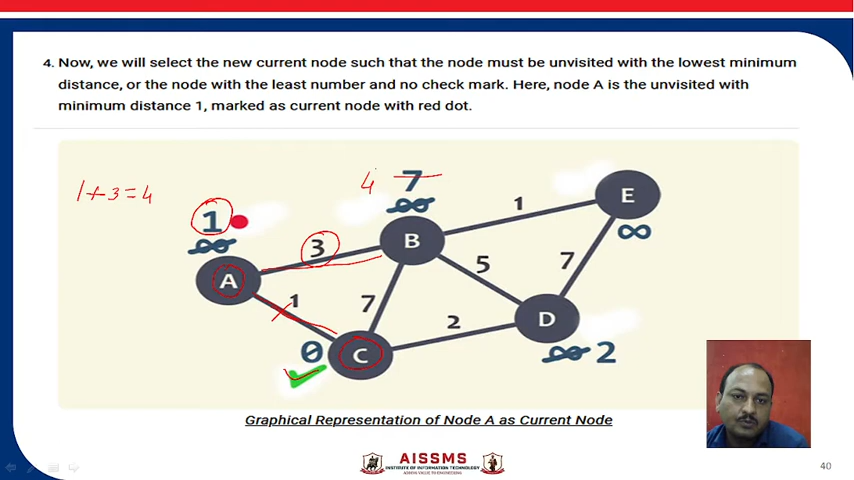 4. Now, we will select the new current node such that the node must be unvisited with the lowest minimum
distance, or the node with the least number and no check mark. Here, node A is the unvisited with
minimum distance 1, marked as current node with red dot.
1+3=4
4 7
∞
1
∞
A
3
B
1
E
∞
1
7
5
7
0
C
2
D
∞ 2
Graphical Representation of Node A as Current Node
AISSMS
INSTITUTE OF INFORMATION TECHNOLOGY
ADDING VALUE TO ENGINEERING
40